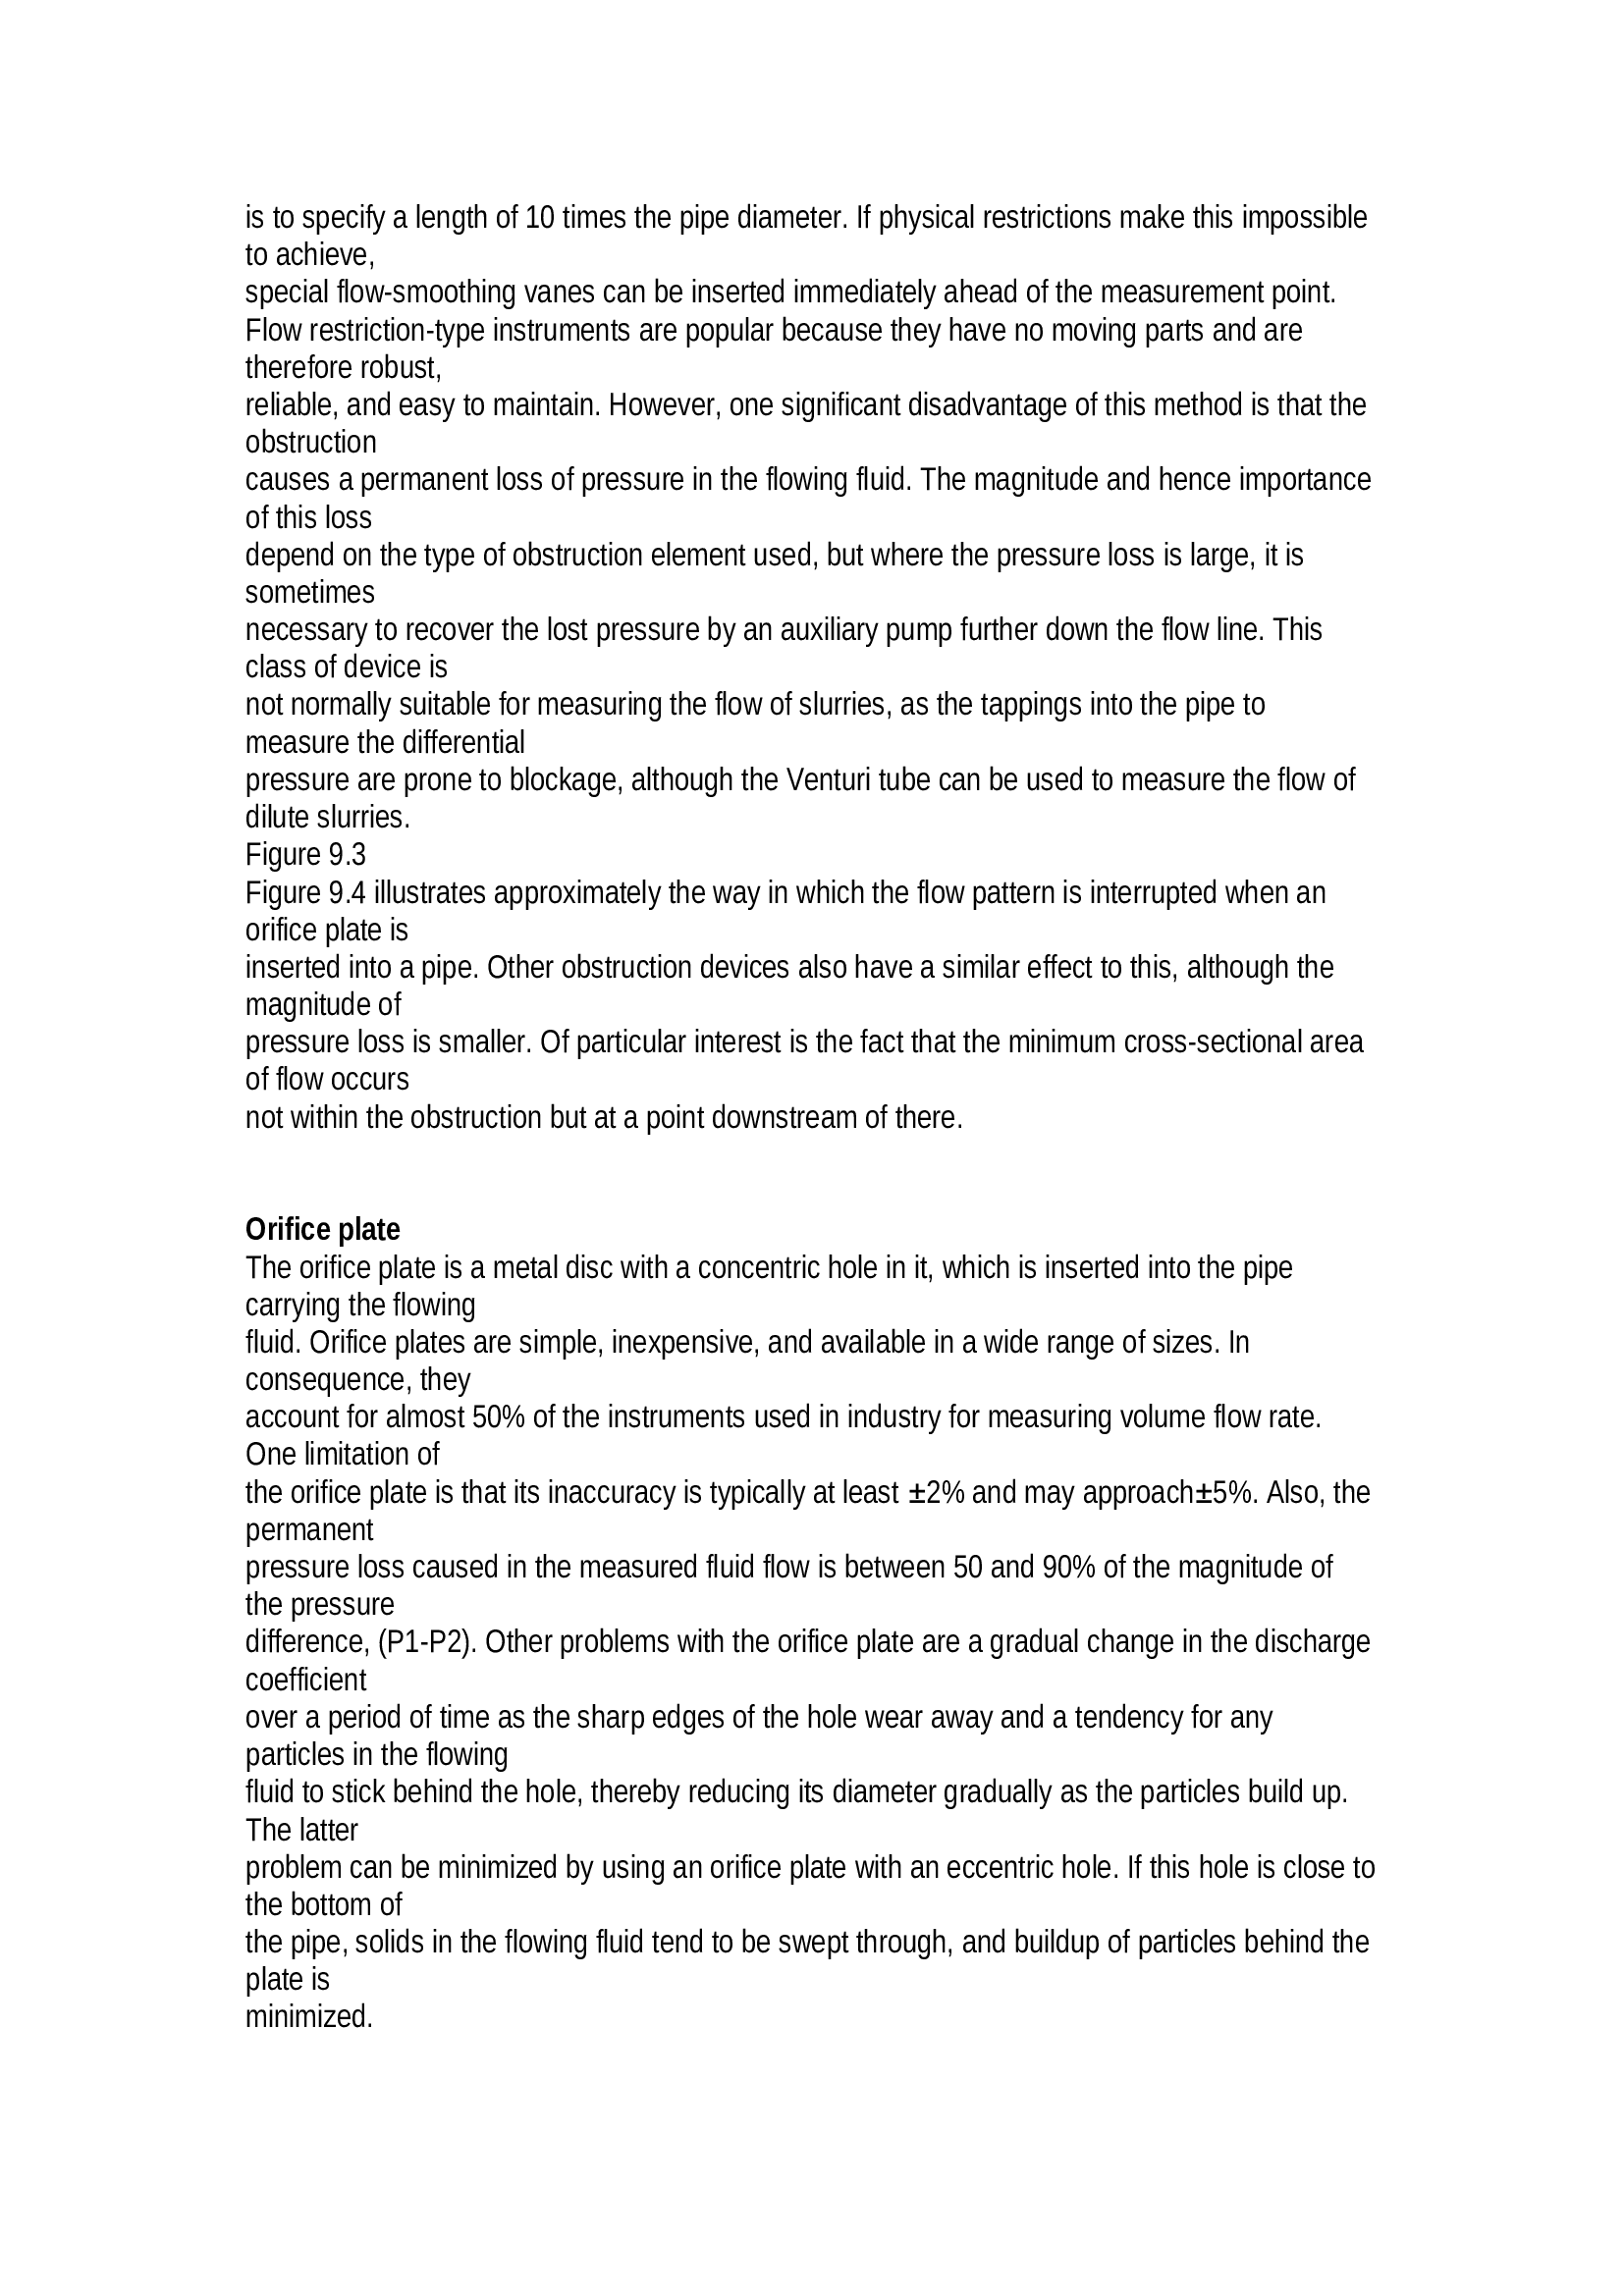 is to specify a length of 10 times the pipe diameter. If physical restrictions make this impossible
to achieve,
special flow-smoothing vanes can be inserted immediately ahead of the measurement point.
Flow restriction-type instruments are popular because they have no moving parts and are
therefore robust,
reliable, and easy to maintain. However, one significant disadvantage of this method is that the
obstruction
causes a permanent loss of pressure in the flowing fluid. The magnitude and hence importance
of this loss
depend on the type of obstruction element used, but where the pressure loss is large, it is
sometimes
necessary to recover the lost pressure by an auxiliary pump further down the flow line. This
class of device is
not normally suitable for measuring the flow of slurries, as the tappings into the pipe to
measure the differential
pressure are prone to blockage, although the Venturi tube can be used to measure the flow of
dilute slurries.
Figure 9.3
Figure 9.4 illustrates approximately the way in which the flow pattern is interrupted when an
orifice plate is
inserted into a pipe. Other obstruction devices also have a similar effect to this, although the
magnitude of
pressure loss is smaller. Of particular interest is the fact that the minimum cross-sectional area
of flow occurs
not within the obstruction but at a point downstream of there.
Orifice plate
The orifice plate is a metal disc with a concentric hole in it, which is inserted into the pipe
carrying the flowing
fluid. Orifice plates are simple, inexpensive, and available in a wide range of sizes. In
consequence, they
account for almost 50% of the instruments used in industry for measuring volume flow rate.
One limitation of
the orifice plate is that its inaccuracy is typically at least ±2% and may approach±5%. Also, the
permanent
pressure loss caused in the measured fluid flow is between 50 and 90% of the magnitude of
the pressure
difference, (P1-P2). Other problems with the orifice plate are a gradual change in the discharge
coefficient
over a period of time as the sharp edges of the hole wear away and a tendency for any
particles in the flowing
fluid to stick behind the hole, thereby reducing its diameter gradually as the particles build up.
The latter
problem can be minimized by using an orifice plate with an eccentric hole. If this hole is close to
the bottom of
the pipe, solids in the flowing fluid tend to be swept through, and buildup of particles behind the
plate is
minimized.